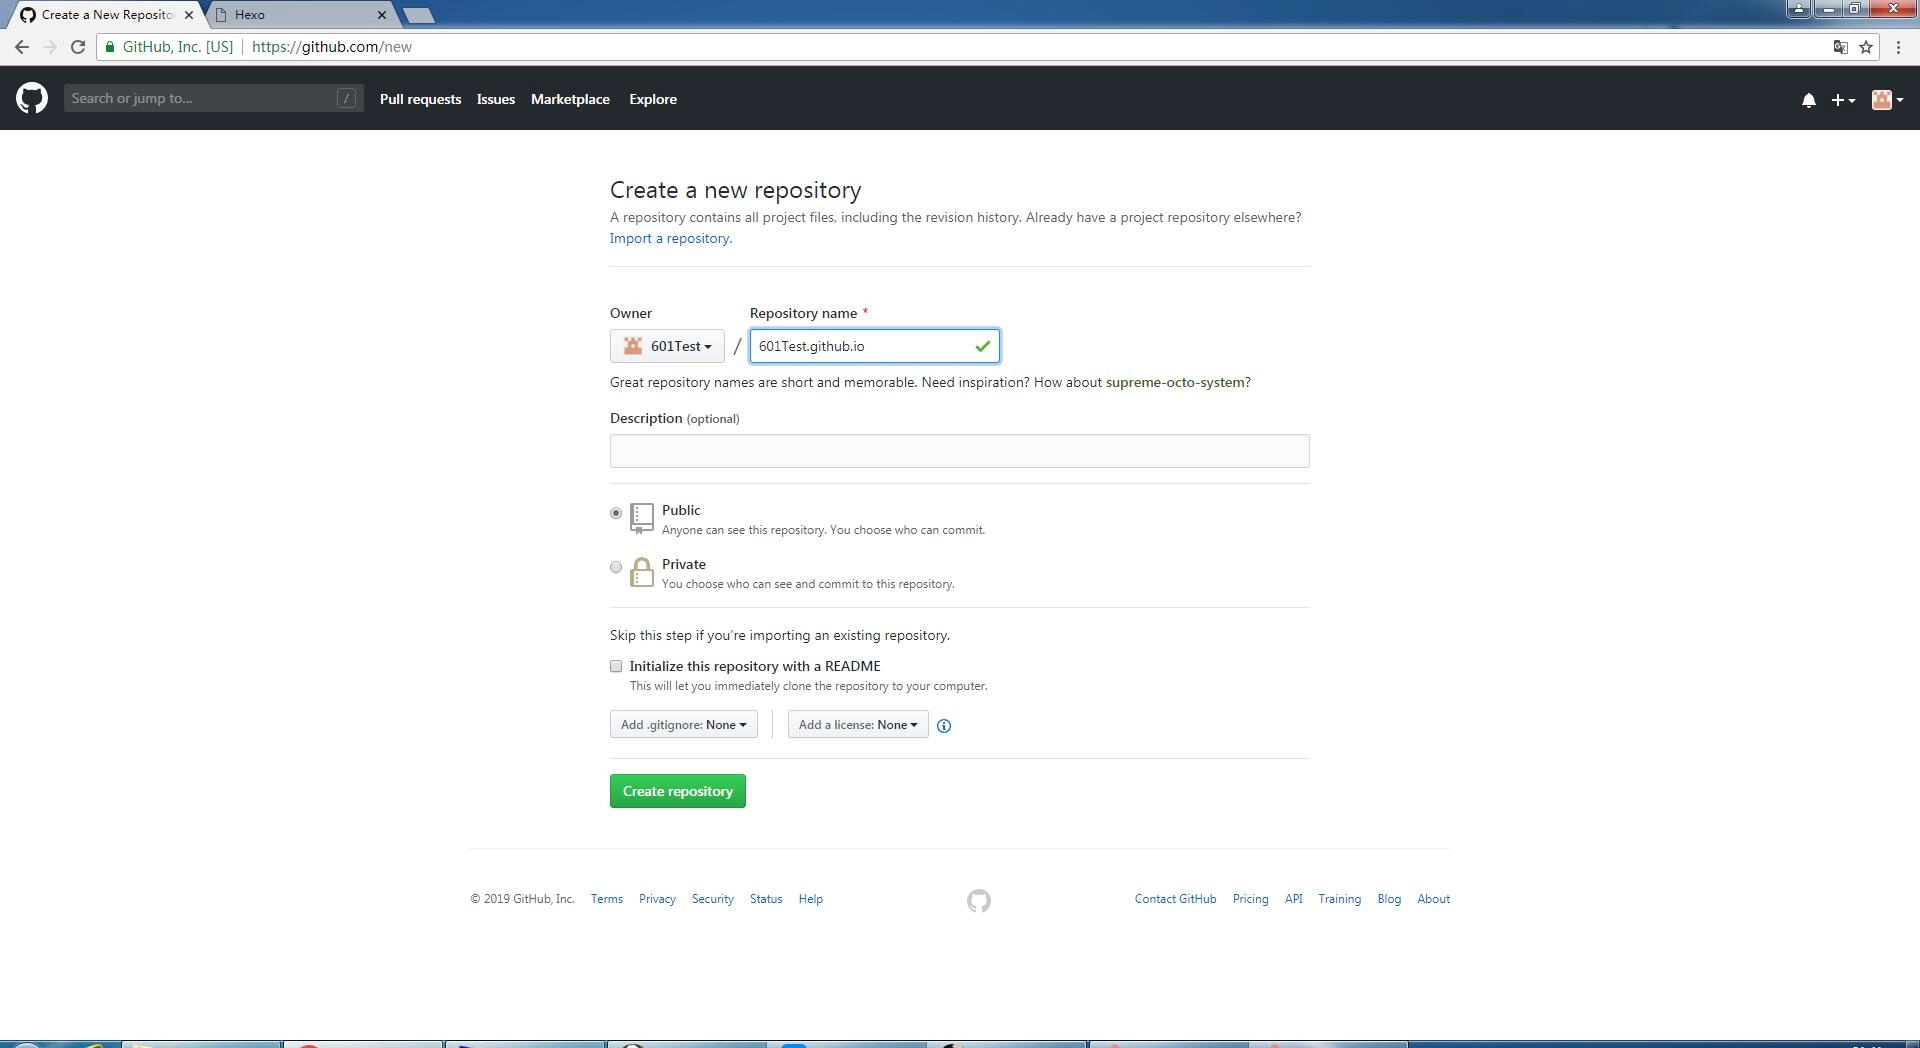 Create a New Reposito
Hexo
GitHub, Inc. [US] | https://github.com/new
Search or jump to...
/
Pull requests
Issues
Marketplace
Explore
Create a new repository
A repository contains all project files, including the revision history. Already have a project repository elsewhere?
Import a repository.
Owner
Repository name *
601Test
/
601Test.github.io
Great repository names are short and memorable. Need inspiration? How about supreme-octo-system?
Description (optional)
Public
Anyone can see this repository. You choose who can commit.
Private
You choose who can see and commit to this repository.
Skip this step if you’re importing an existing repository.
Initialize this repository with a README
This will let you immediately clone the repository to your computer.
Add .gitignore: None
Add a license: None
Create repository
© 2019 GitHub, Inc.
Terms
Privacy
Security
Status
Help
Contact GitHub
Pricing
API
Training
Blog
About